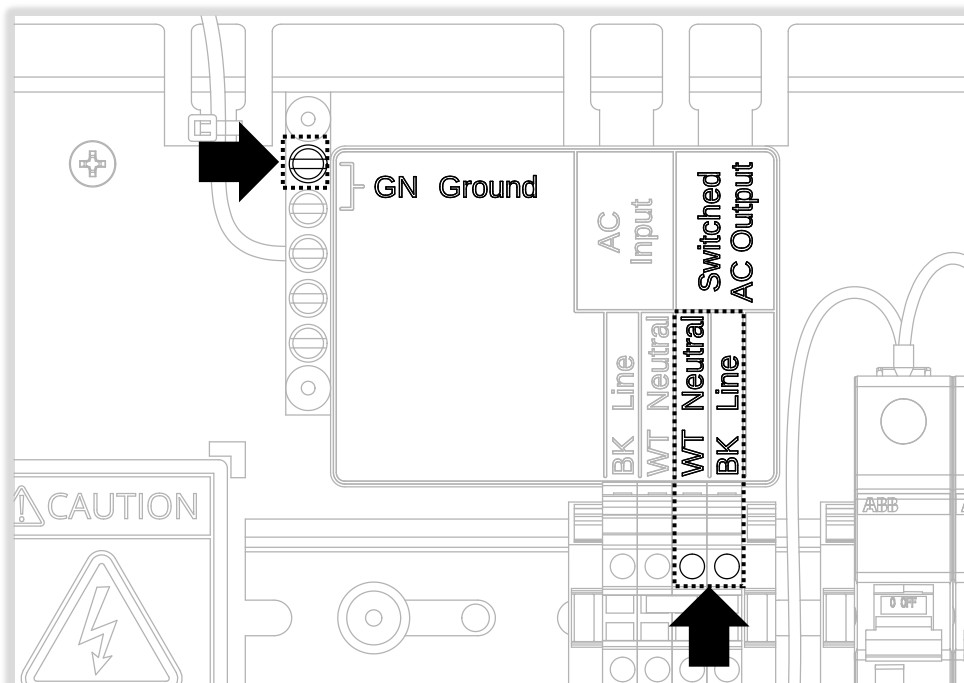 GN Ground
AC
Input
Switched
AC Output
BK Line
WT Neutral
WT Neutral
BK Line
CAUTION
ABB
0 OFF